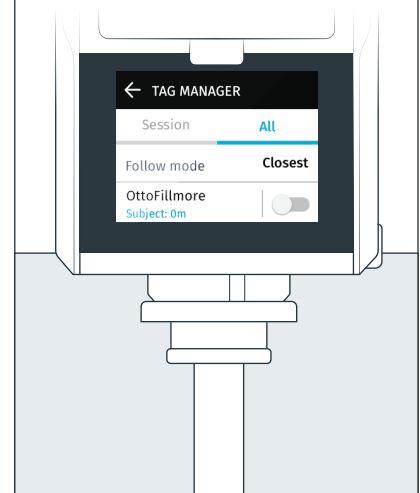 TAG MANAGER
Session All
Follow mode Closest
OttoFillmore
Subject: 0m